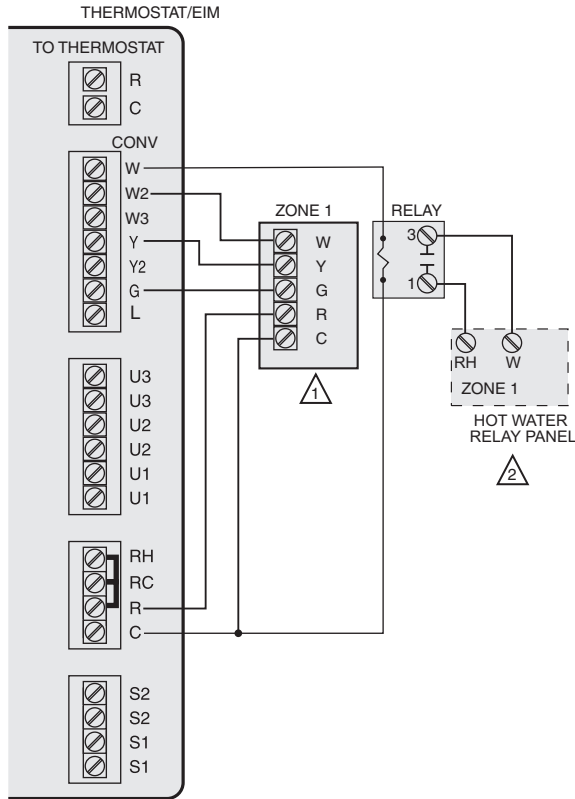 THERMOSTAT/EIM
TO THERMOSTAT
R
C
CONV
W
W2
W3
Y
Y2
G
L
U3
U3
U2
U2
U1
U1
RH
RC
R
C
S2
S2
S1
S1
ZONE 1
W
Y
G
R
C
1
RELAY
3
1
RH W
ZONE 1
HOT WATER
RELAY PANEL
2